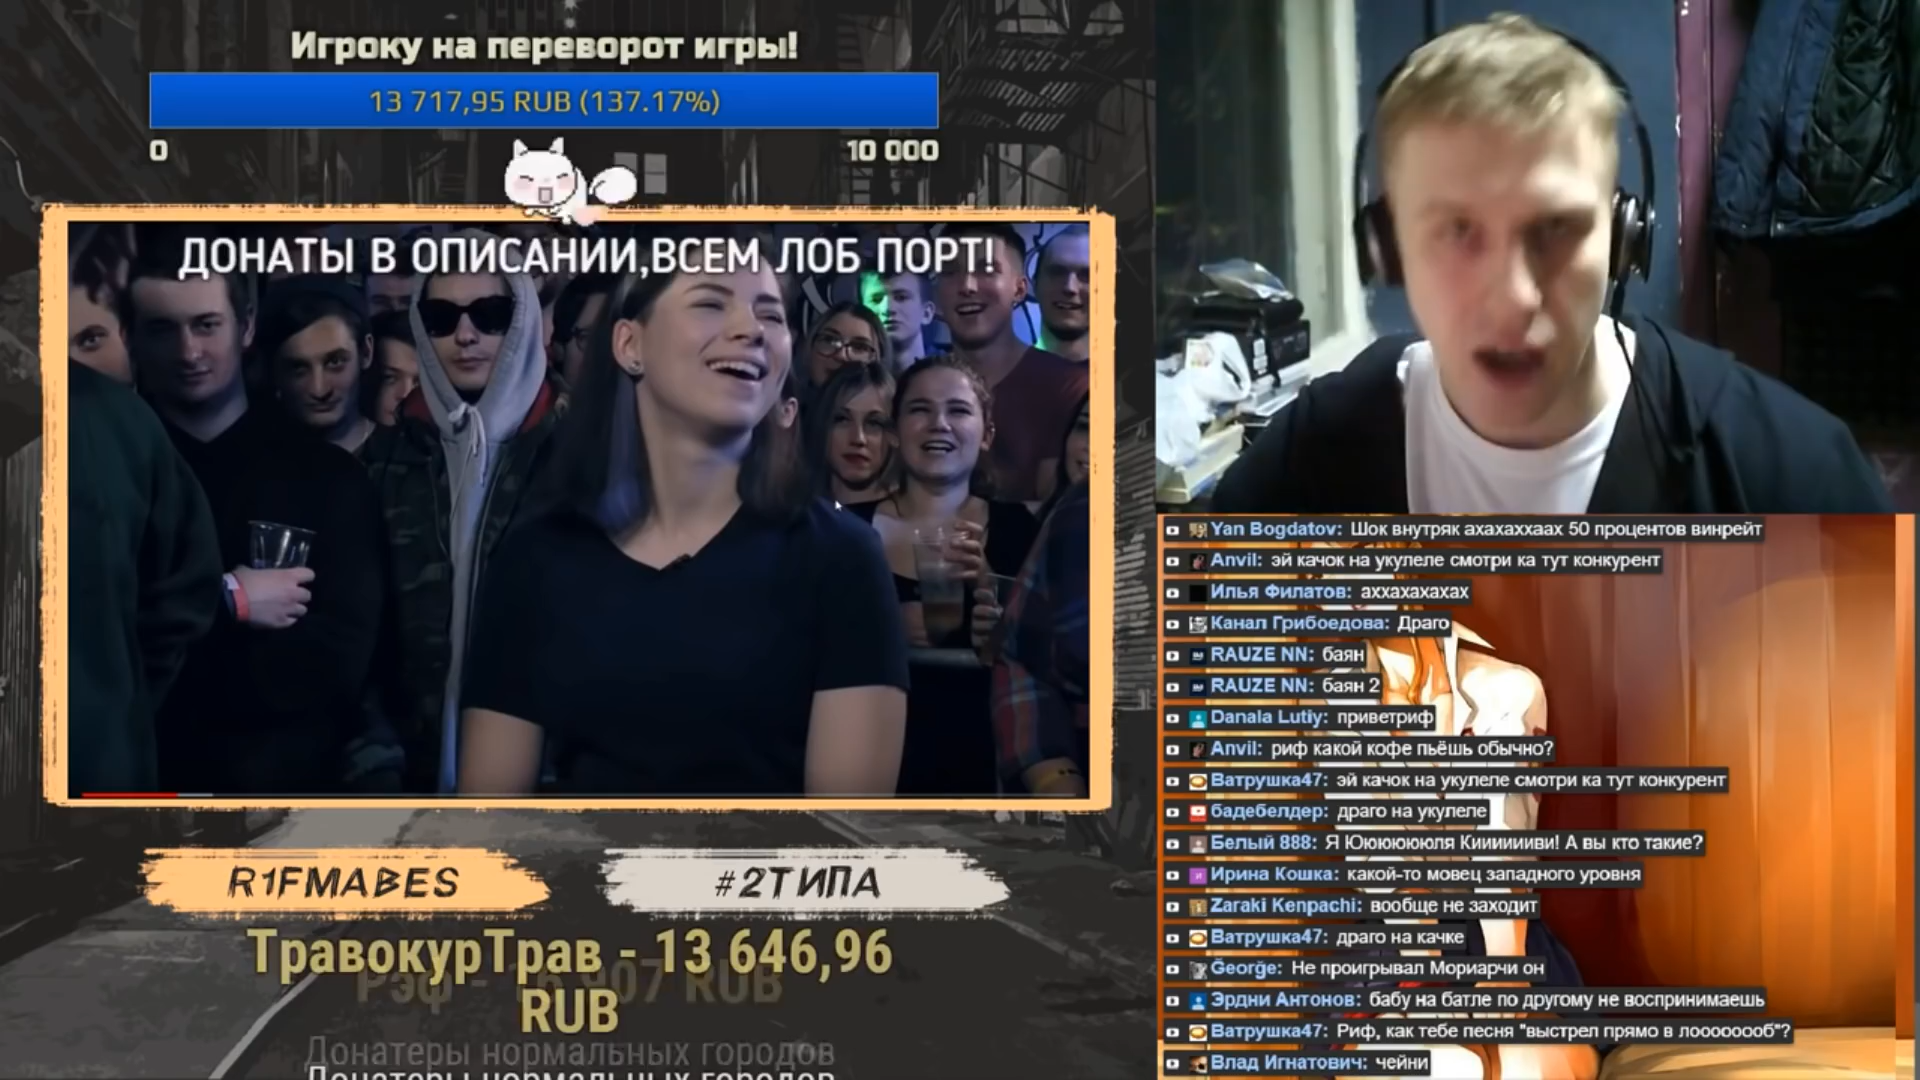 Игроку на переворот игры!
13 717,95 RUB (137.17%)
0
10 000
ДОНАТЫ В ОПИСАНИИ,ВСЕМ ЛОБ ПОРТ!
R1FMABES
#2ТИПА
ТравокурТрав - 13 646,96
RUB
Донатеры нормальных городов
Донатеры нормальных городов
Yan Bogdatov: Шок внутряк ахахаххаах 50 процентов винрейт
Anvil: эй качок на укулеле смотри ка тут конкурент
Илья Филатов: аххахахахах
Канал Грибоедова: Драго
RAUZE NN: баян
RAUZE NN: баян 2
Danala Lutiy: приветриф
Anvil: риф какой кофе пьёшь обычно?
Ватрушка47: эй качок на укулеле смотри ка тут конкурент
бадебелдер: драго на укулеле
Белый 888: Я Ююююююля Киииииви! А вы кто такие?
Ирина Кошка: какой-то мовец западного уровня
Zaraki Kenpachi: вообще не заходит
Ватрушка47: драго на качке
Ğeorğe: Не проигрывал Мориарчи он
Эрдни Антонов: бабу на батле по другому не воспринимаешь
Ватрушка47: Риф, как тебе песня "выстрел прямо в лооооооб"?
Влад Игнатович: чейни